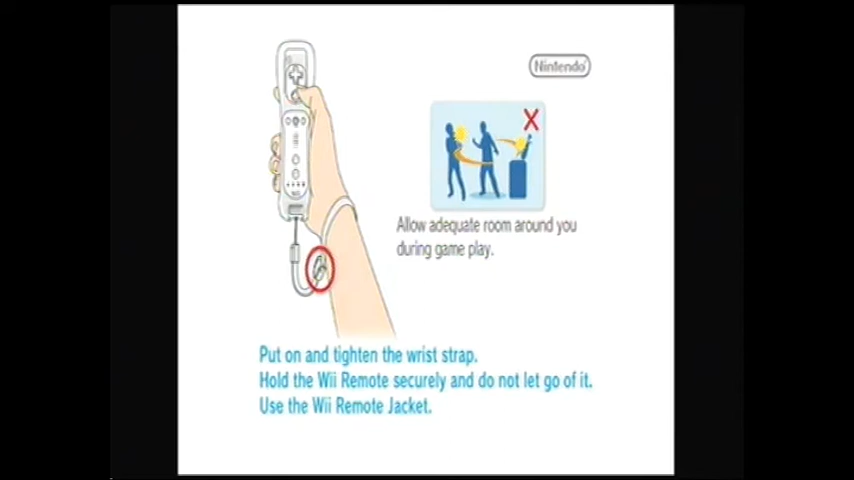 Nintendo
Allow adequate room around you
during game play.
Put on and tighten the wrist strap.
Hold the Wii Remote securely and do not let go of it.
Use the Wii Remote Jacket.